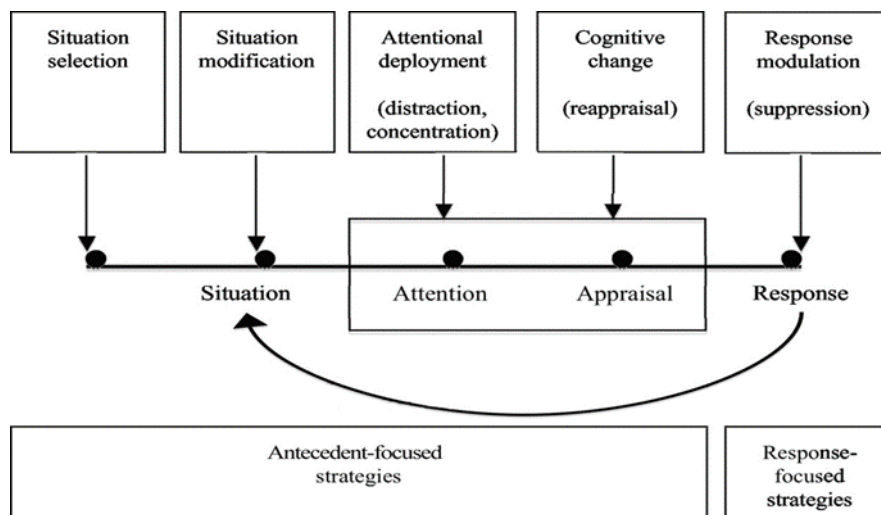 Situation
selection
Situation
modification
Attentional
deployment
(distraction,
concentration)
Cognitive
change
(reappraisal)
Response
modulation
(suppression)
Situation
Attention
Appraisal
Response
Antecedent-focused
strategies
Response-
focused
strategies